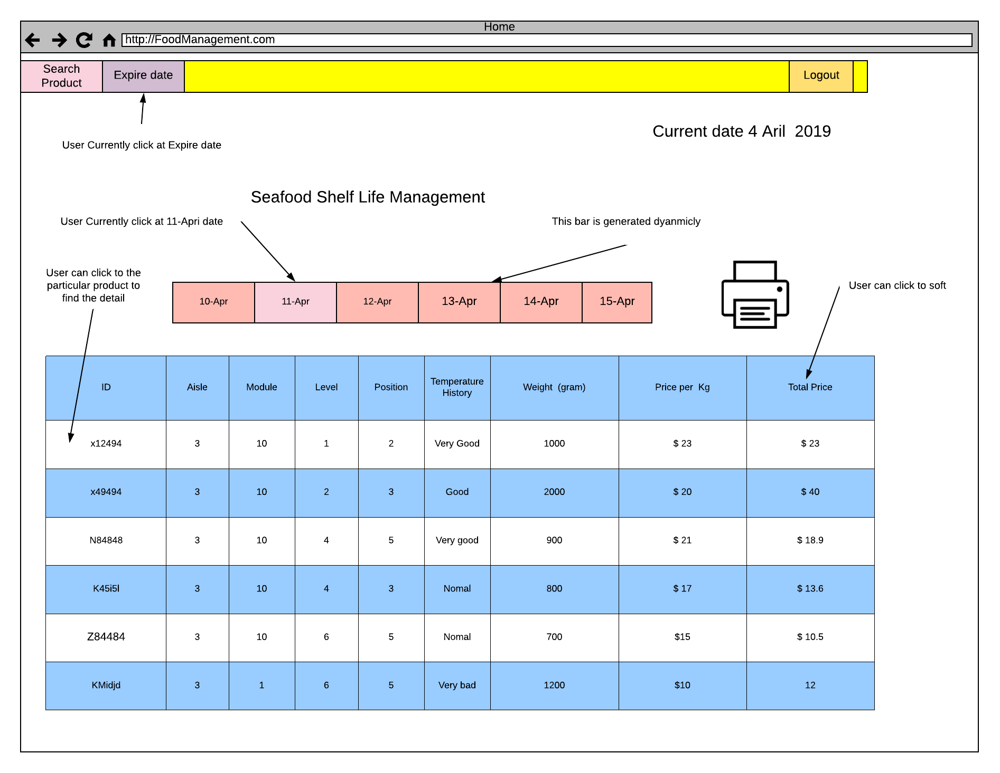 Home
http://FoodManagement.com
Search
Product
Expire date
Logout
Current date 4 Aril  2019
User Currently click at Expire date
Seafood Shelf Life Management
User Currently click at 11-Apri date
This bar is generated dyanmicly
User can click to the
particular product to
find the detail
User can click to soft
10-Apr 11-Apr 12-Apr 13-Apr 14-Apr 15-Apr
ID Aisle Module Level Position Temperature History Weight  (gram) Price per  Kg Total Price
x12494 3 10 1 2 Very Good 1000 $ 23 $ 23
x49494 3 10 2 3 Good 2000 $ 20 $ 40
N84848 3 10 4 5 Very good 900 $ 21 $ 18.9
K45i5l 3 10 4 3 Nomal 800 $ 17 $ 13.6
Z84484 3 10 6 5 Nomal 700 $15 $ 10.5
KMidjd 3 1 6 5 Very bad 1200 $10 12